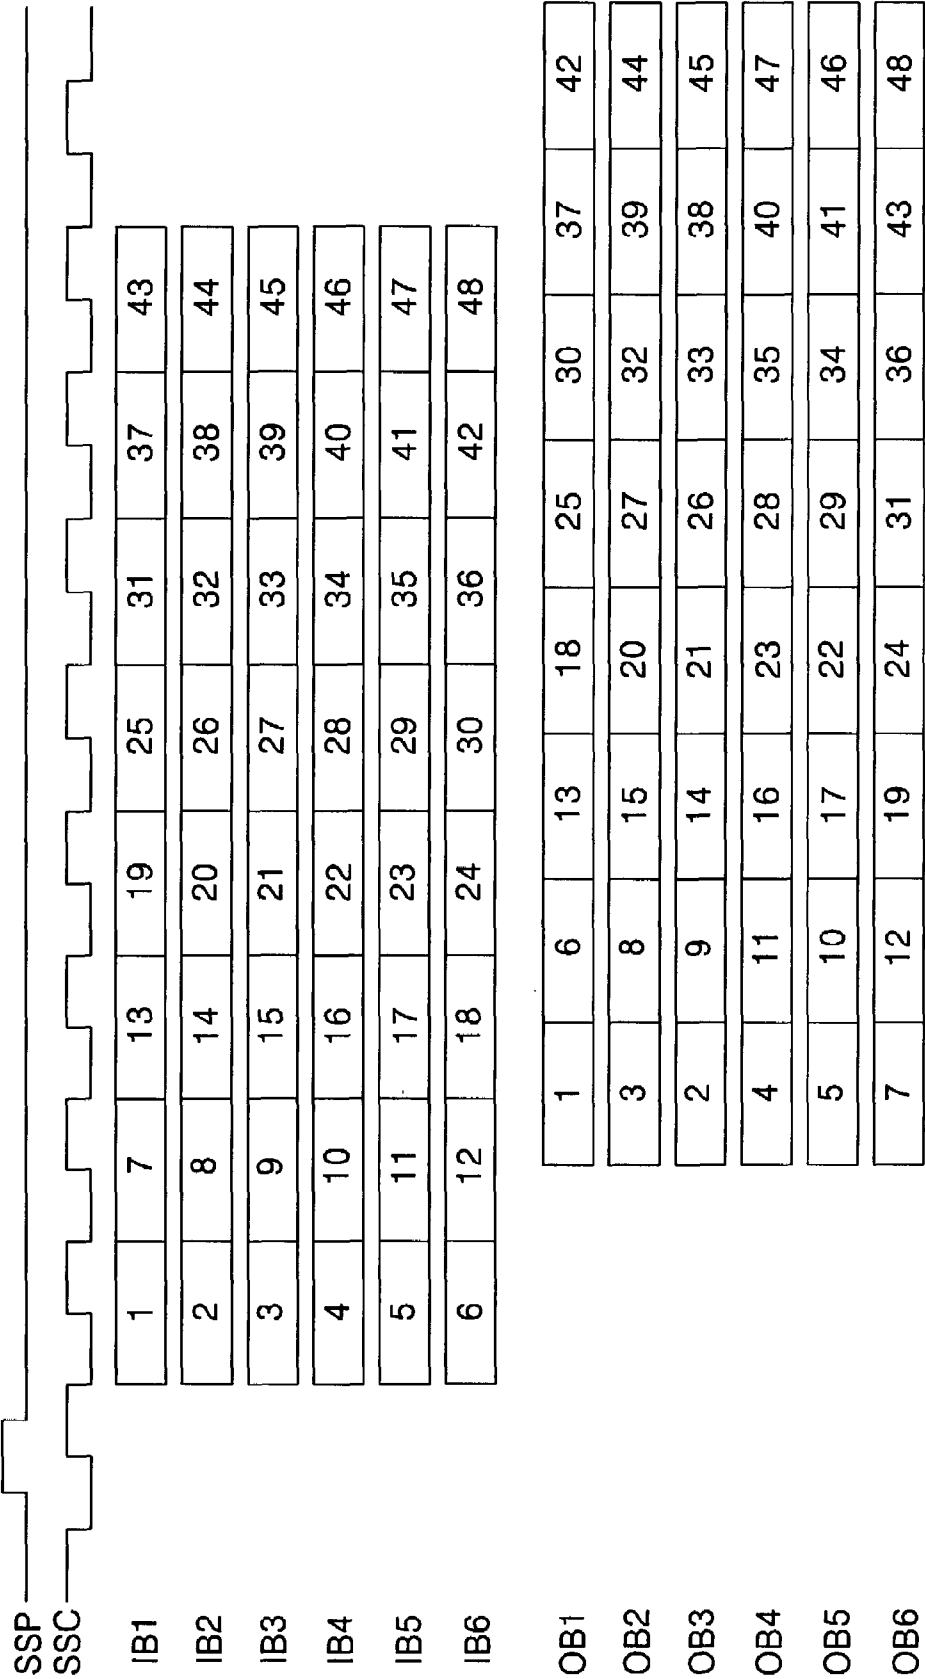 SSP
SSC
IB1 1 7 13 19 25 31 37 43
IB2 2 8 14 20 26 32 38 44
IB3 3 9 15 21 27 33 39 45
IB4 4 10 16 22 28 34 40 46
IB5 5 11 17 23 29 35 41 47
IB6 6 12 18 24 30 36 42 48
OB1 1 6 13 18 25 30 37 42
OB2 3 8 15 20 27 32 39 44
OB3 2 9 14 21 26 33 38 45
OB4 4 11 16 23 28 35 40 47
OB5 5 10 17 22 29 34 41 46
OB6 7 12 19 24 31 36 43 48